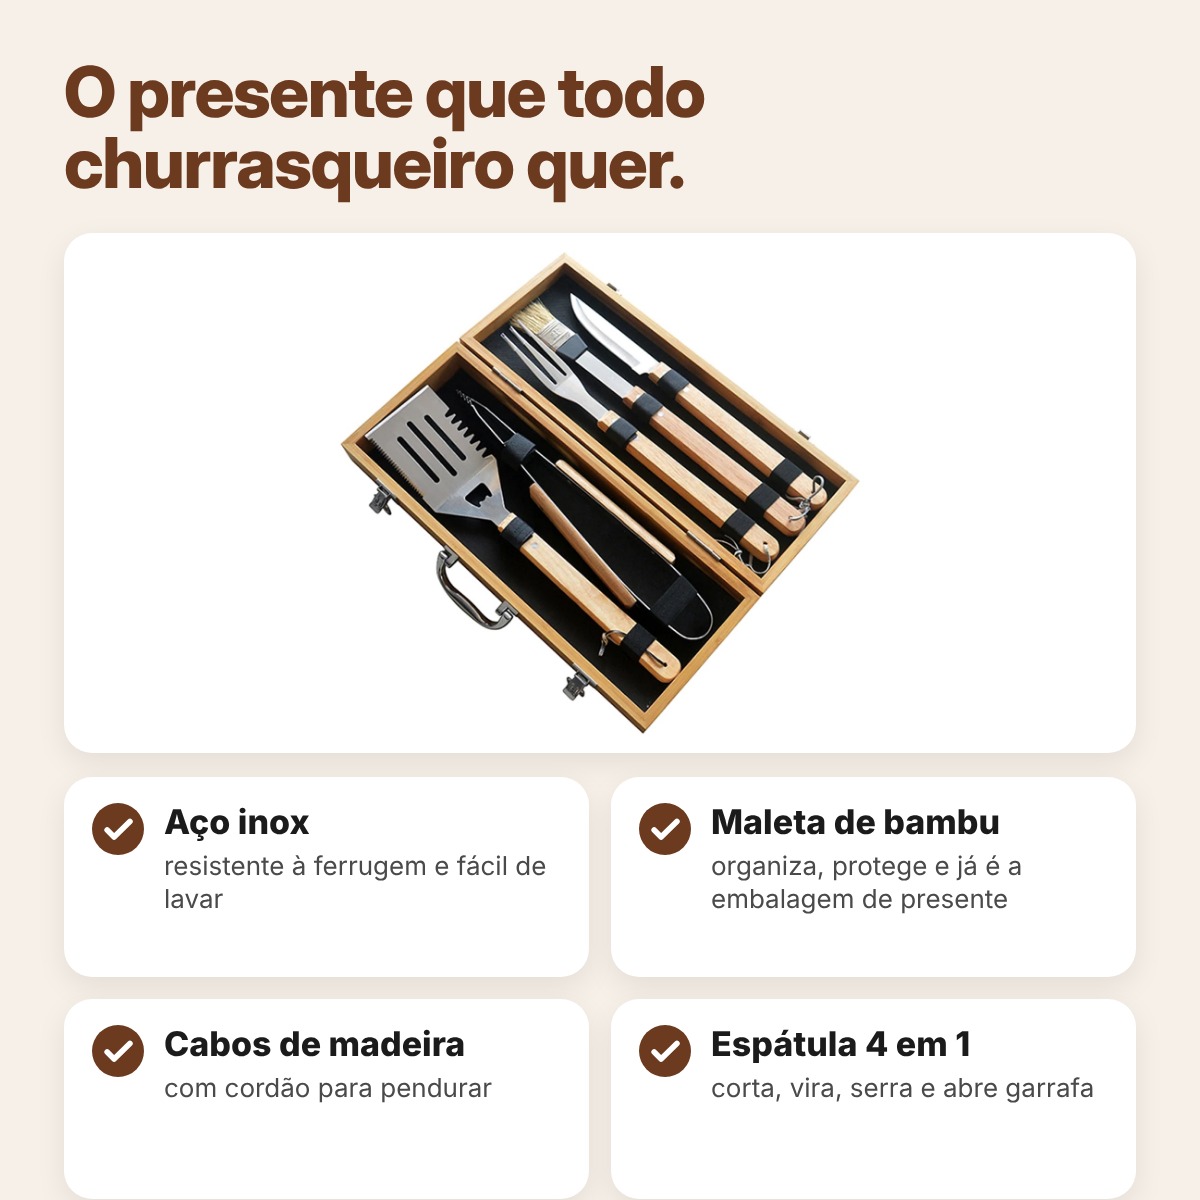 O presente que todo
churrasqueiro quer.
Aço inox
resistente à ferrugem e fácil de
lavar
Maleta de bambu
organiza, protege e já é a
embalagem de presente
Cabos de madeira
com cordão para pendurar
Espátula 4 em 1
corta, vira, serra e abre garrafa